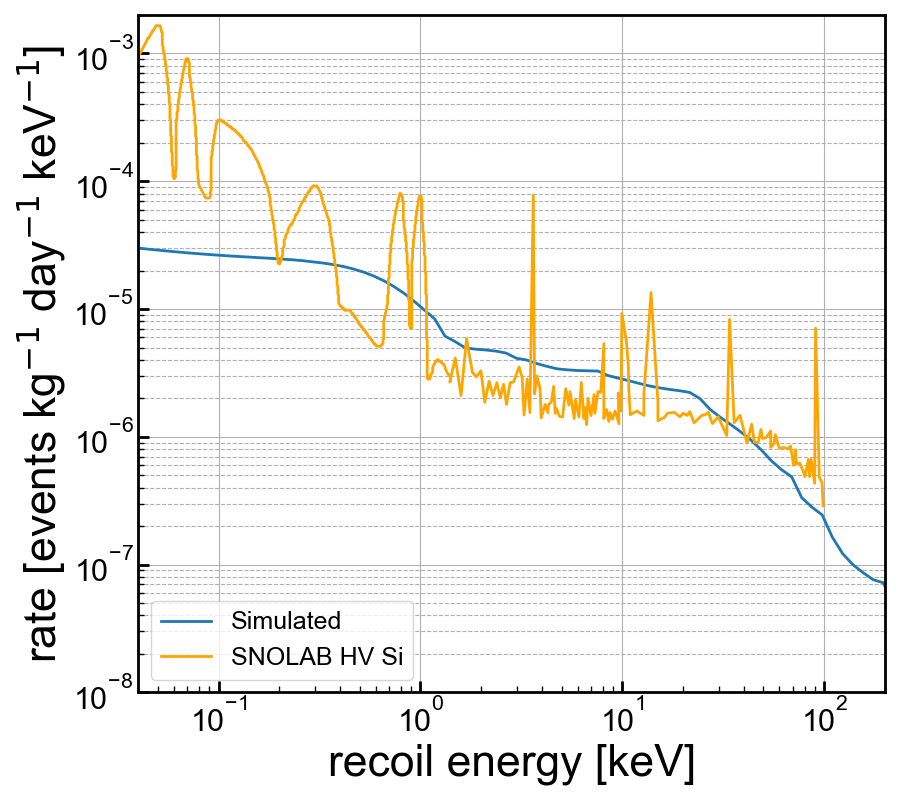 rate [events kg⁻¹ day⁻¹ keV⁻¹]
10⁻³
10⁻⁴
10⁻⁵
10⁻⁶
10⁻⁷
10⁻⁸
Simulated
SNOLAB HV Si
10⁻¹ 10⁰ 10¹ 10²
recoil energy [keV]